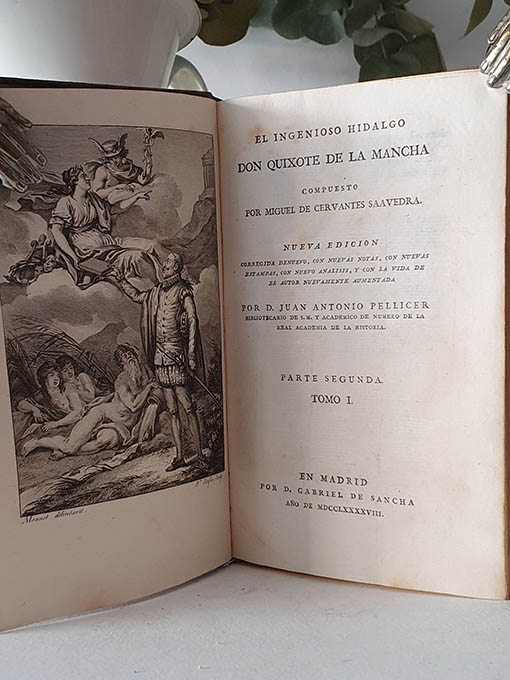 Monnet delineavit.
EL INGENIOSO HIDALGO
DON QUIXOTE DE LA MANCHA
COMPUESTO
POR MIGUEL DE CERVANTES SAAVEDRA.
NUEVA EDICION
CORREGIDA DENUEVO, CON NUEVAS NOTAS, CON NUEVAS
ESTAMPAS, CON NUEVO ANALISIS, Y CON LA VIDA DE
EL AUTOR NUEVAMENTE AUMENTADA
POR D. JUAN ANTONIO PELLICER
BIBLIOTECARIO DE S. M. Y ACADEMICO DE NUMERO DE LA
REAL ACADEMIA DE LA HISTORIA.
PARTE SEGUNDA.
TOMO I.
EN MADRID
POR D. GABRIEL DE SANCHA
AÑO DE MDCCLXXXXVIII.